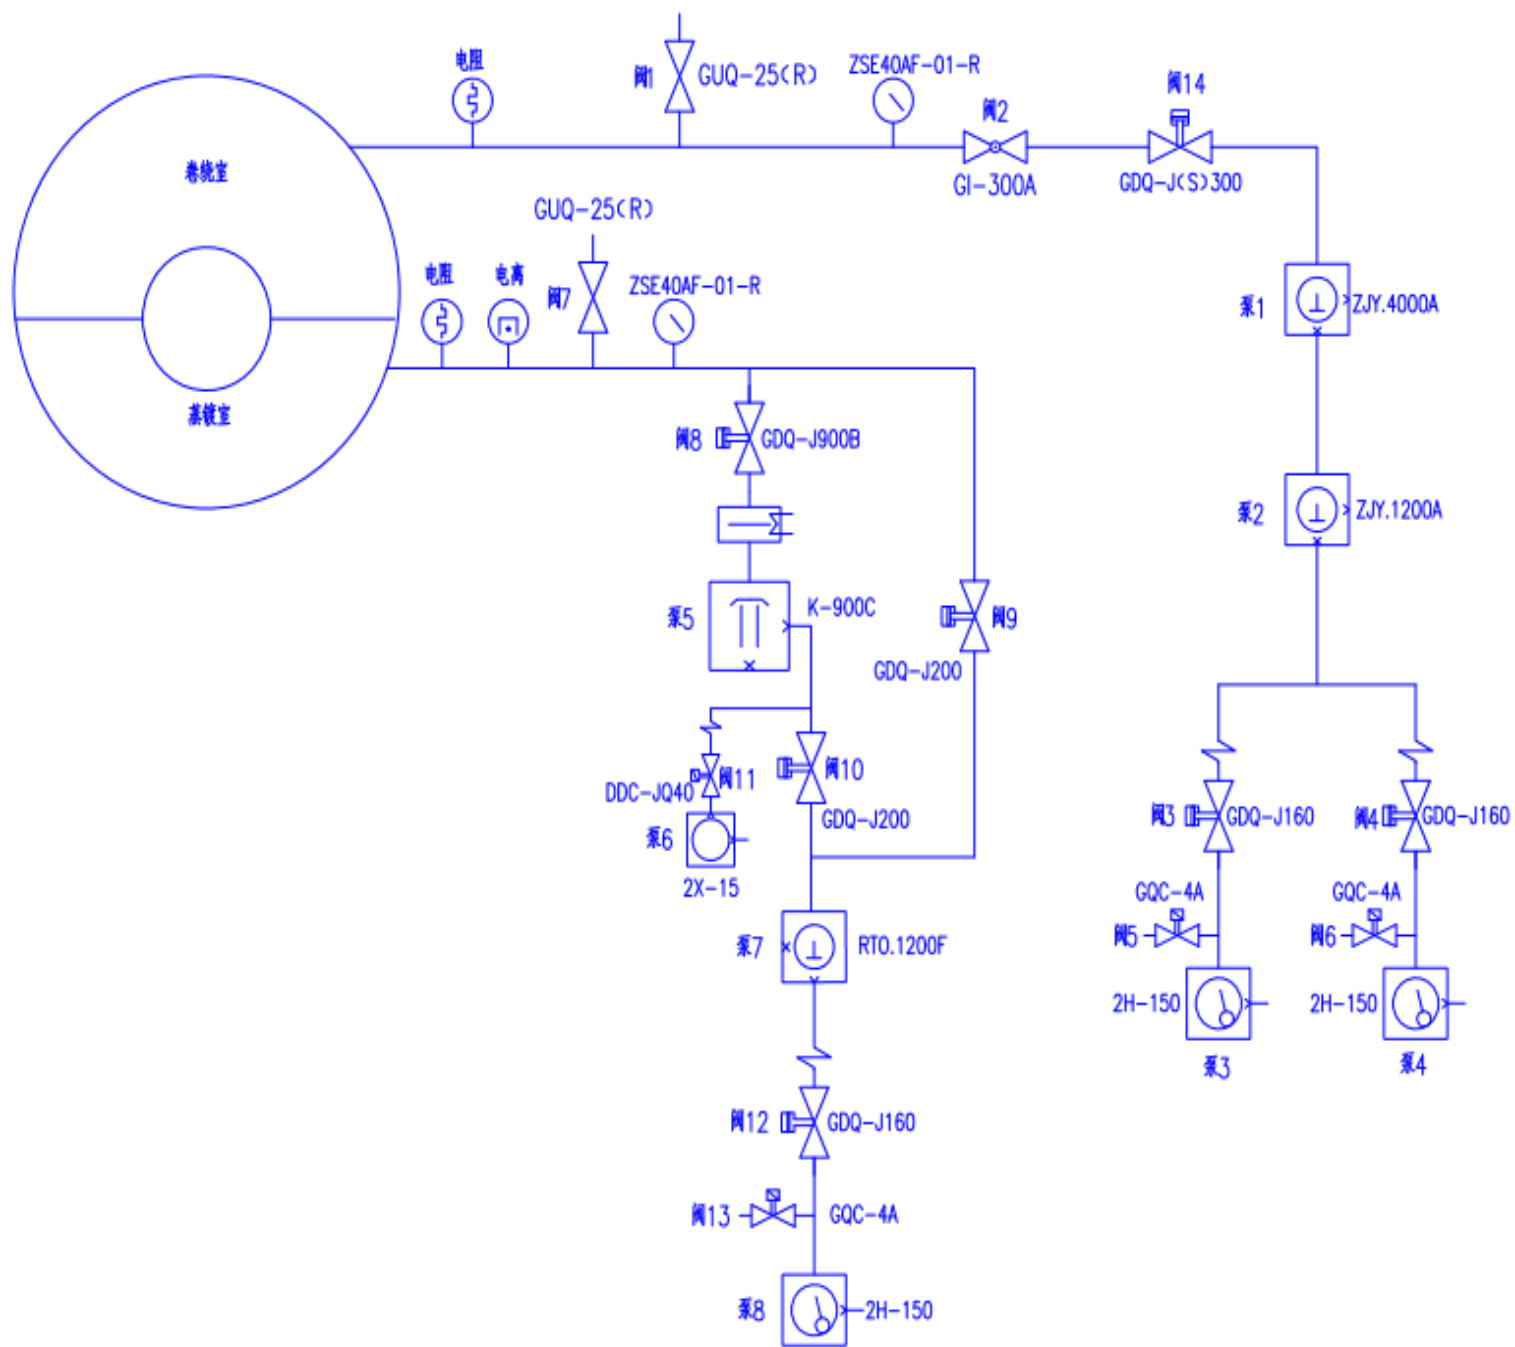 电阻
阀1
GUQ-25(R)
ZSE40AF-01-R
阀2
GI-300A
阀14
GDQ-J(S)300
卷绕室
GUQ-25(R)
电阻
电离
阀7
ZSE40AF-01-R
泵1
ZJY.4000A
蒸镀室
阀8
GDQ-J900B
泵2
ZJY.1200A
泵5
K-900C
阀9
GDQ-J200
阀11
DDC-JQ40
阀10
GDQ-J200
泵6
2X-15
阀3
GDQ-J160
阀4
GDQ-J160
GQC-4A
GQC-4A
阀5
阀6
泵7
RTO.1200F
2H-150
2H-150
泵3
泵4
阀12
GDQ-J160
阀13
GQC-4A
泵8
2H-150